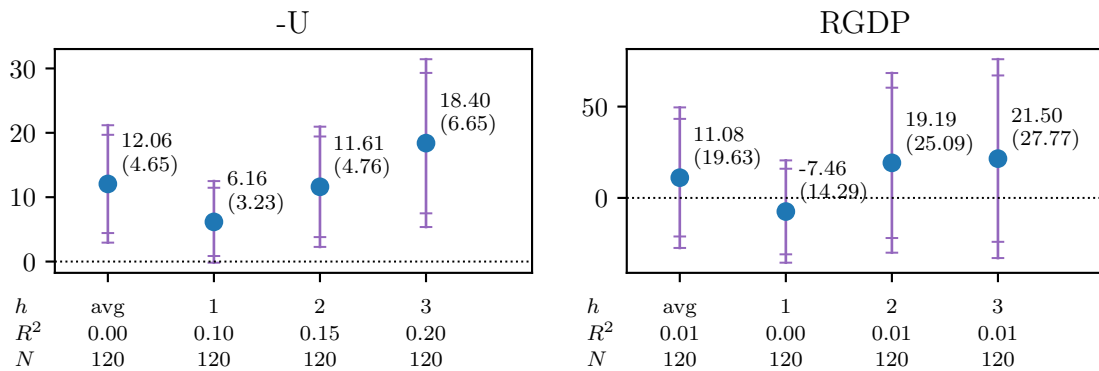 -U
30
20
10
0
12.06
(4.65)
6.16
(3.23)
11.61
(4.76)
18.40
(6.65)
h avg 1 2 3
R² 0.00 0.10 0.15 0.20
N 120 120 120 120
RGDP
50
0
11.08
(19.63)
-7.46
(14.29)
19.19
(25.09)
21.50
(27.77)
h avg 1 2 3
R² 0.01 0.00 0.01 0.01
N 120 120 120 120